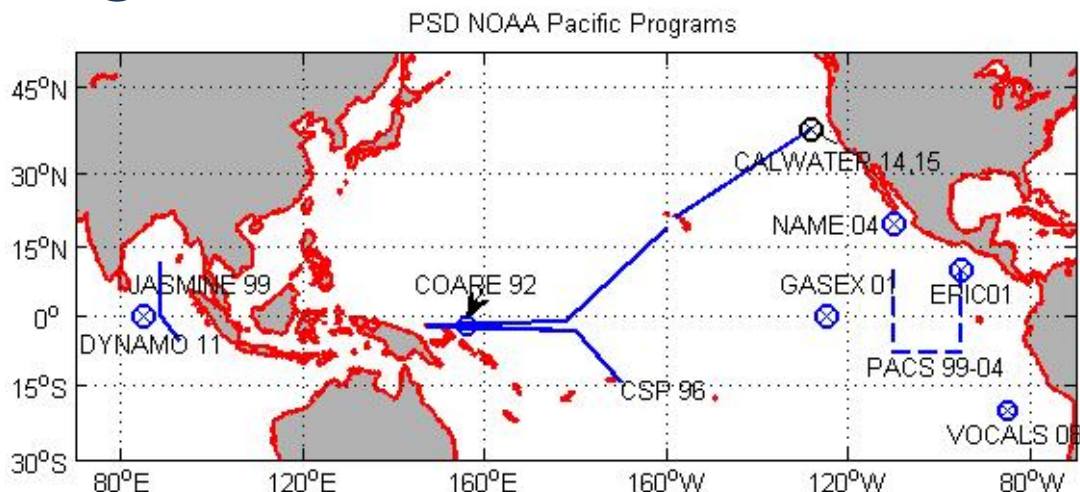 PSD NOAA Pacific Programs
45°N
30°N
15°N
0°
15°S
30°S
CALWATER 14,15
NAME 04
JASMINE 99
COARE 92
GASEX 01
EPIC01
DYNAMO 11
PACS 99-04
CSP 96
VOCALS 08
80°E
120°E
160°E
160°W
120°W
80°W